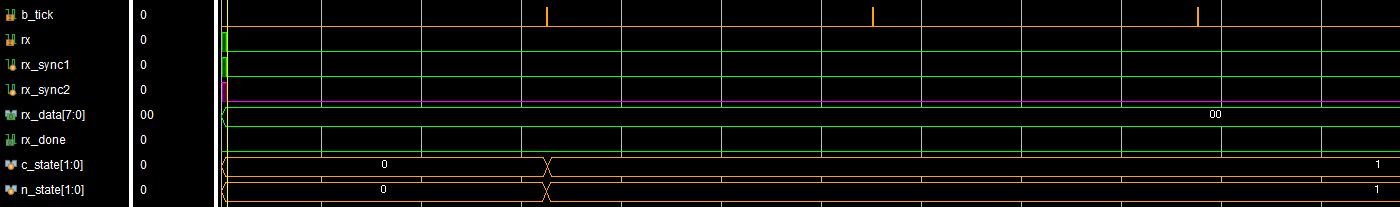 b_tick 0
rx 0
rx_sync1 0
rx_sync2 0
rx_data[7:0] 00 00
rx_done 0
c_state[1:0] 0 0 1
n_state[1:0] 0 0 1